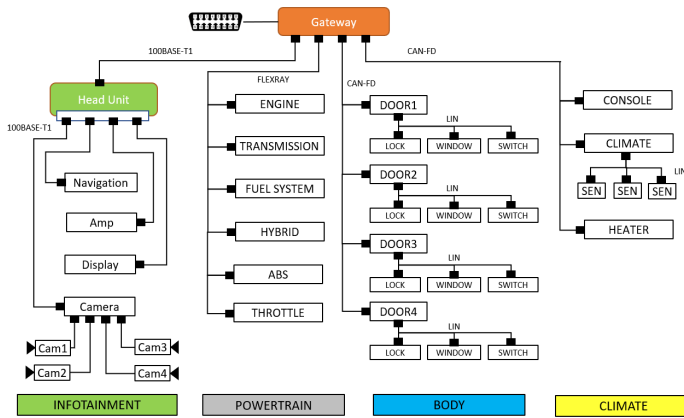 Gateway
100BASE-T1
CAN-FD
FLEXRAY
CAN-FD
Head Unit
100BASE-T1
Navigation
Amp
Display
Camera
Cam1
Cam3
Cam2
Cam4
ENGINE
TRANSMISSION
FUEL SYSTEM
HYBRID
ABS
THROTTLE
DOOR1
LIN
LOCK WINDOW SWITCH
DOOR2
LIN
LOCK WINDOW SWITCH
DOOR3
LIN
LOCK WINDOW SWITCH
DOOR4
LIN
LOCK WINDOW SWITCH
CONSOLE
CLIMATE
LIN
SEN SEN SEN
HEATER
INFOTAINMENT POWERTRAIN BODY CLIMATE